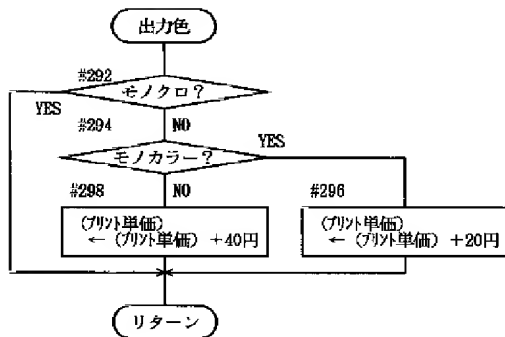 出力色
#292
モノクロ？
YES
NO
#294
モノカラー？
YES
#298
NO
#296
(プリント単価)
← (プリント単価) +40円
(プリント単価)
← (プリント単価) +20円
リターン